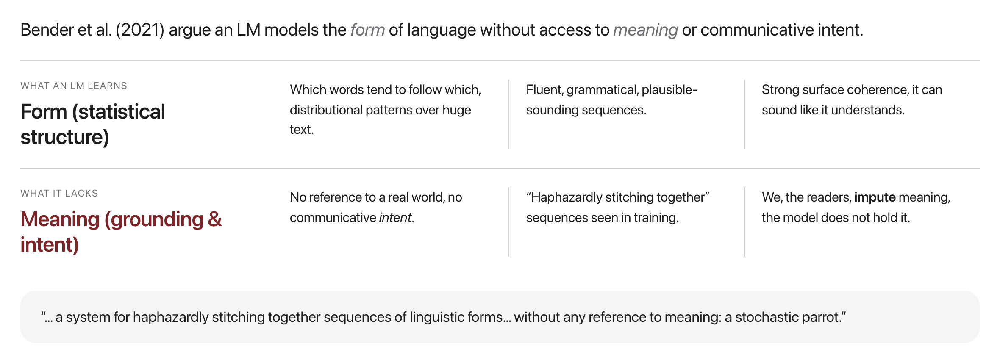 Bender et al. (2021) argue an LM models the form of language without access to meaning or communicative intent.
WHAT AN LM LEARNS
Form (statistical
structure)
Which words tend to follow which,
distributional patterns over huge
text.
Fluent, grammatical, plausible-
sounding sequences.
Strong surface coherence, it can
sound like it understands.
WHAT IT LACKS
Meaning (grounding &
intent)
No reference to a real world, no
communicative intent.
“Haphazardly stitching together”
sequences seen in training.
We, the readers, impute meaning,
the model does not hold it.
“... a system for haphazardly stitching together sequences of linguistic forms... without any reference to meaning: a stochastic parrot.”